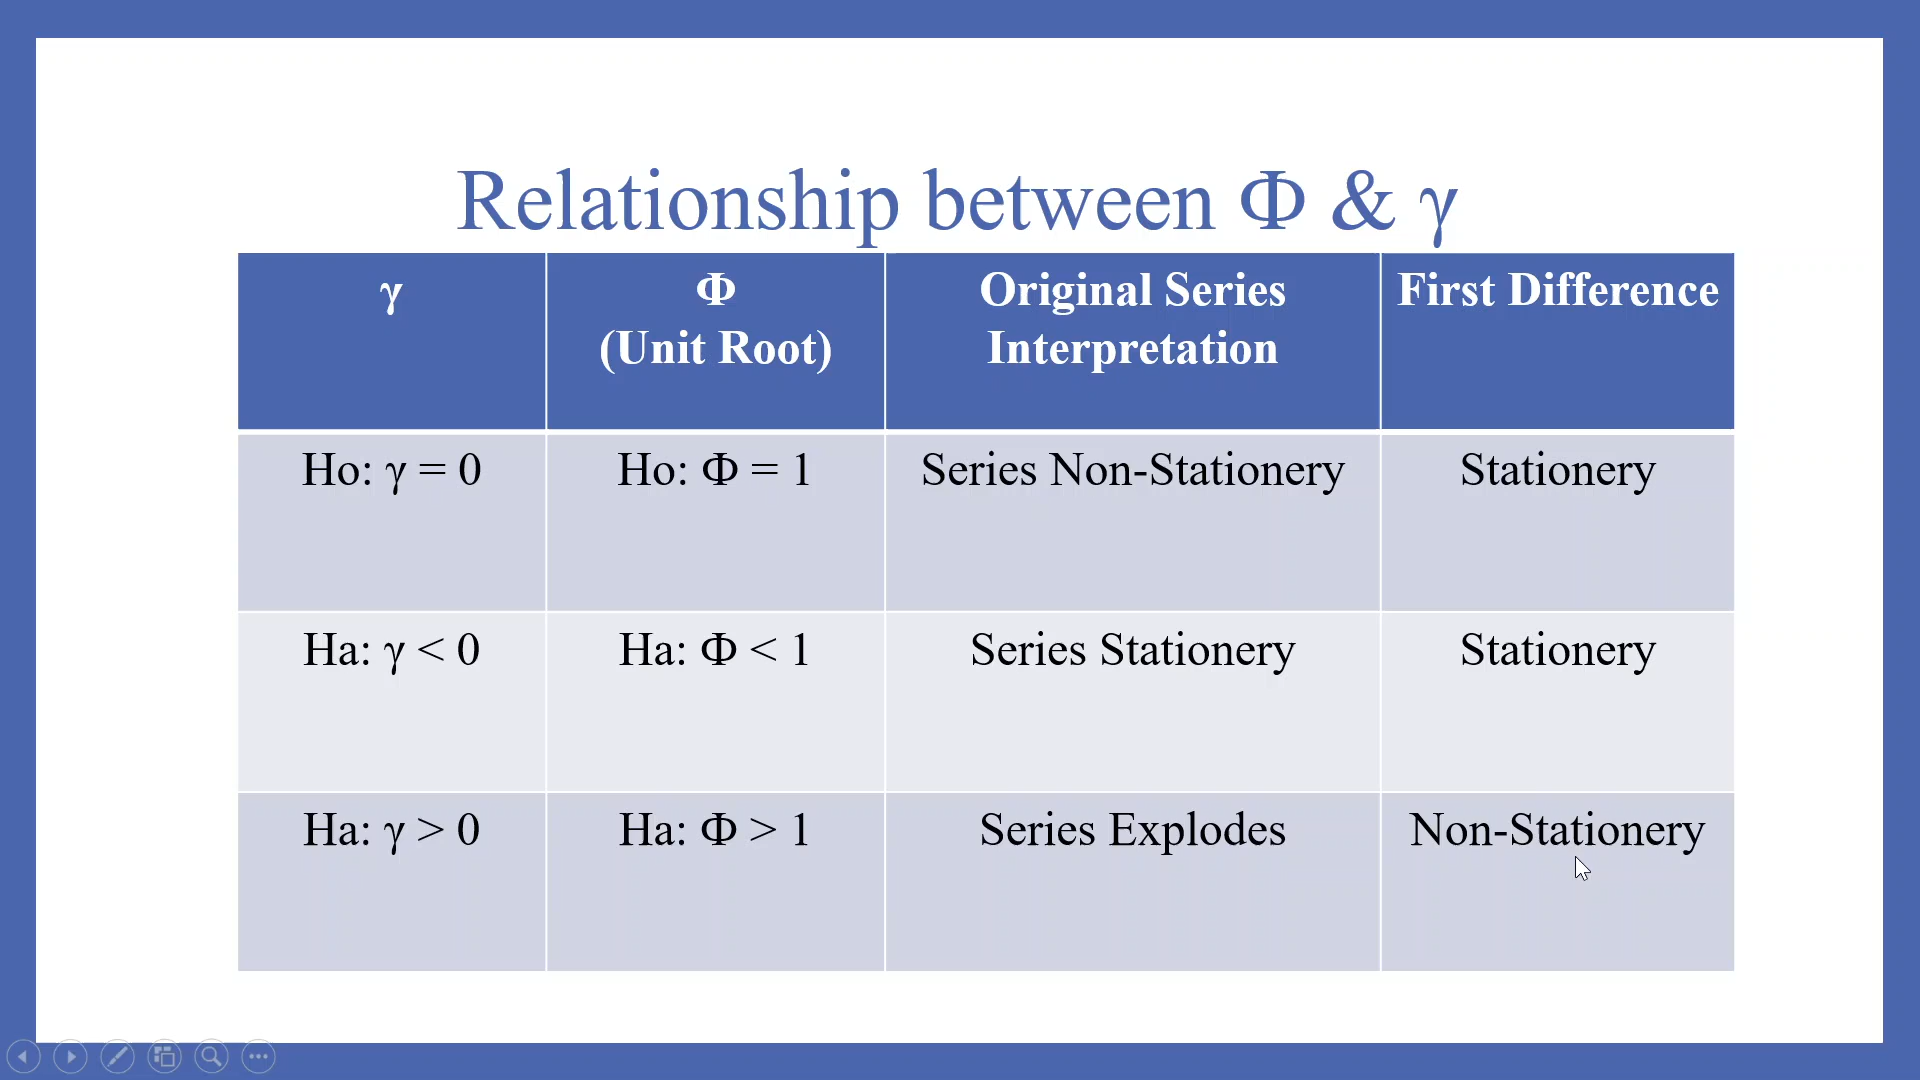 Relationship between Φ & γ
γ
Φ
(Unit Root)
Original Series
Interpretation
First Difference
Ho: γ = 0
Ho: Φ = 1
Series Non-Stationery
Stationery
Ha: γ < 0
Ha: Φ < 1
Series Stationery
Stationery
Ha: γ > 0
Ha: Φ > 1
Series Explodes
Non-Stationery